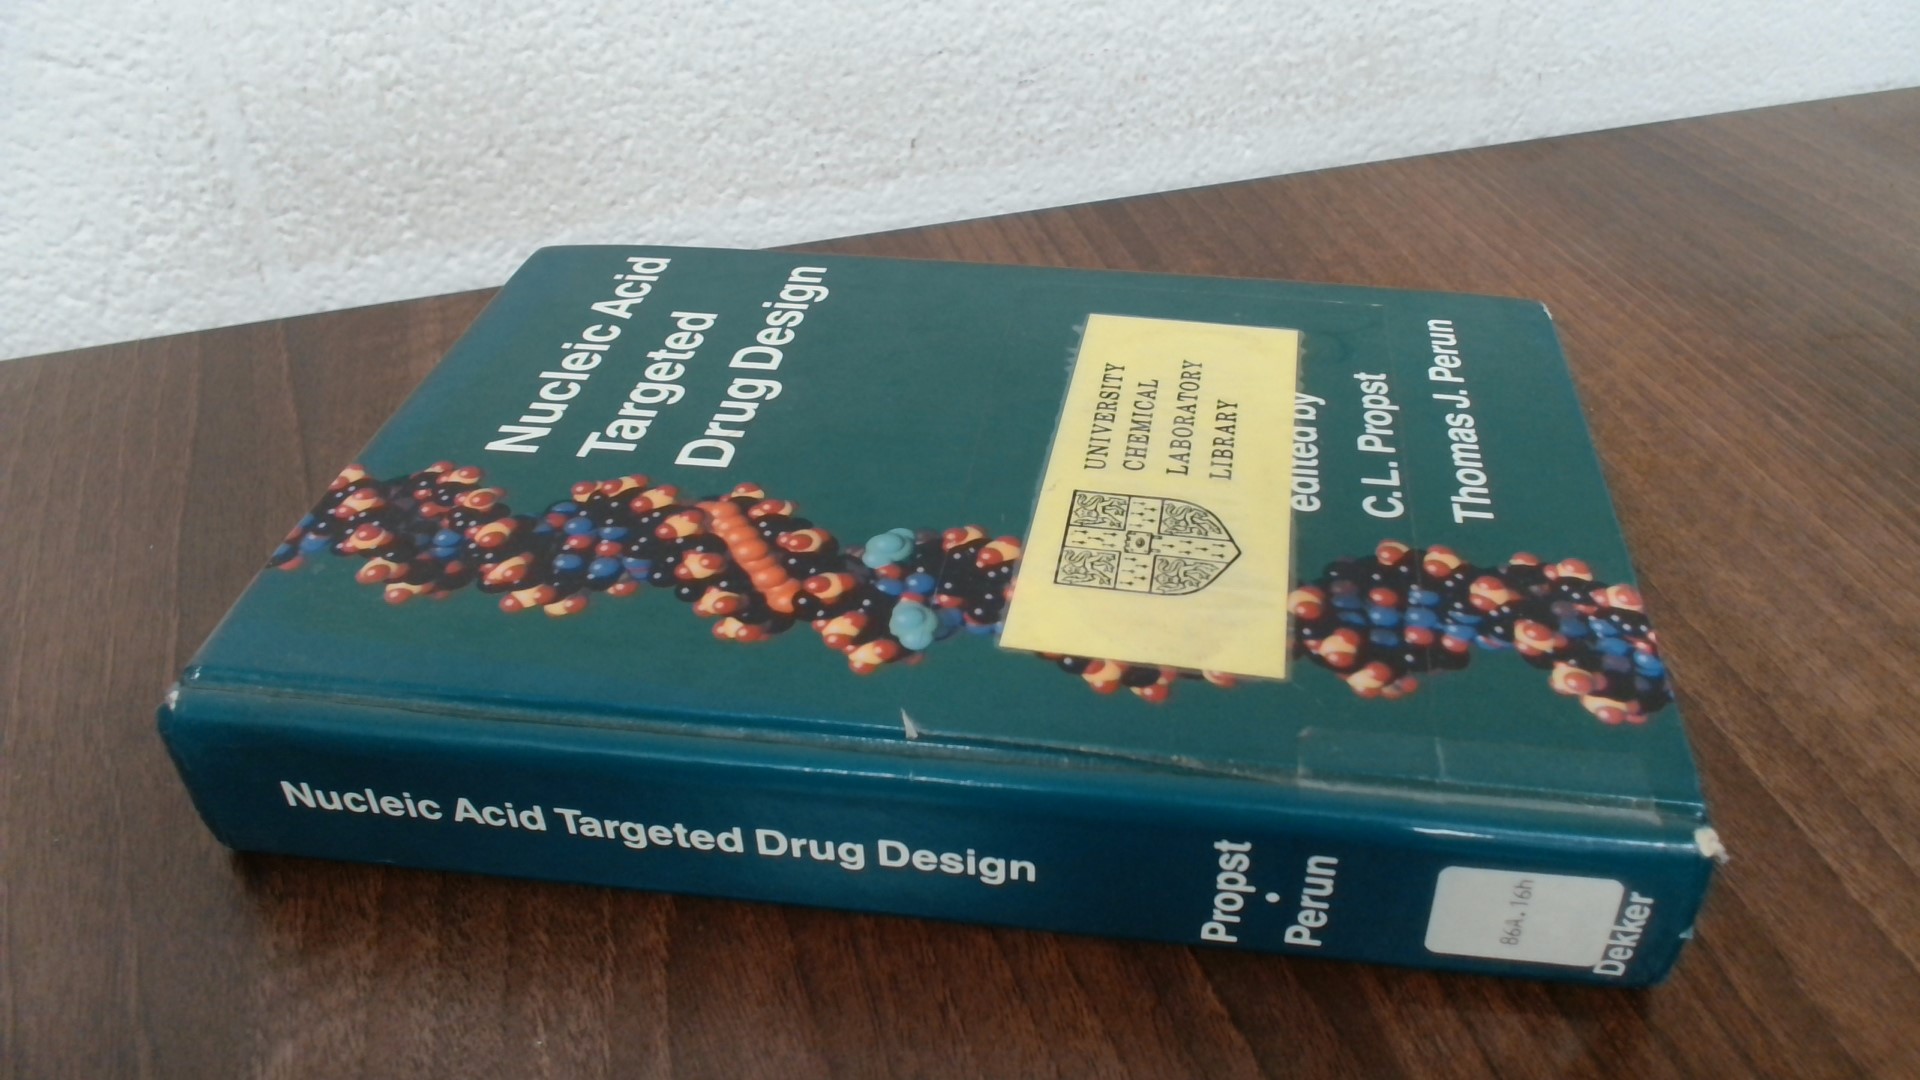 Nucleic Acid
Targeted
Drug Design
UNIVERSITY
CHEMICAL
LABORATORY
LIBRARY
edited by
C. L. Propst
Thomas J. Perun
Nucleic Acid Targeted Drug Design
Propst
•
Perun
86A.16h
Dekker